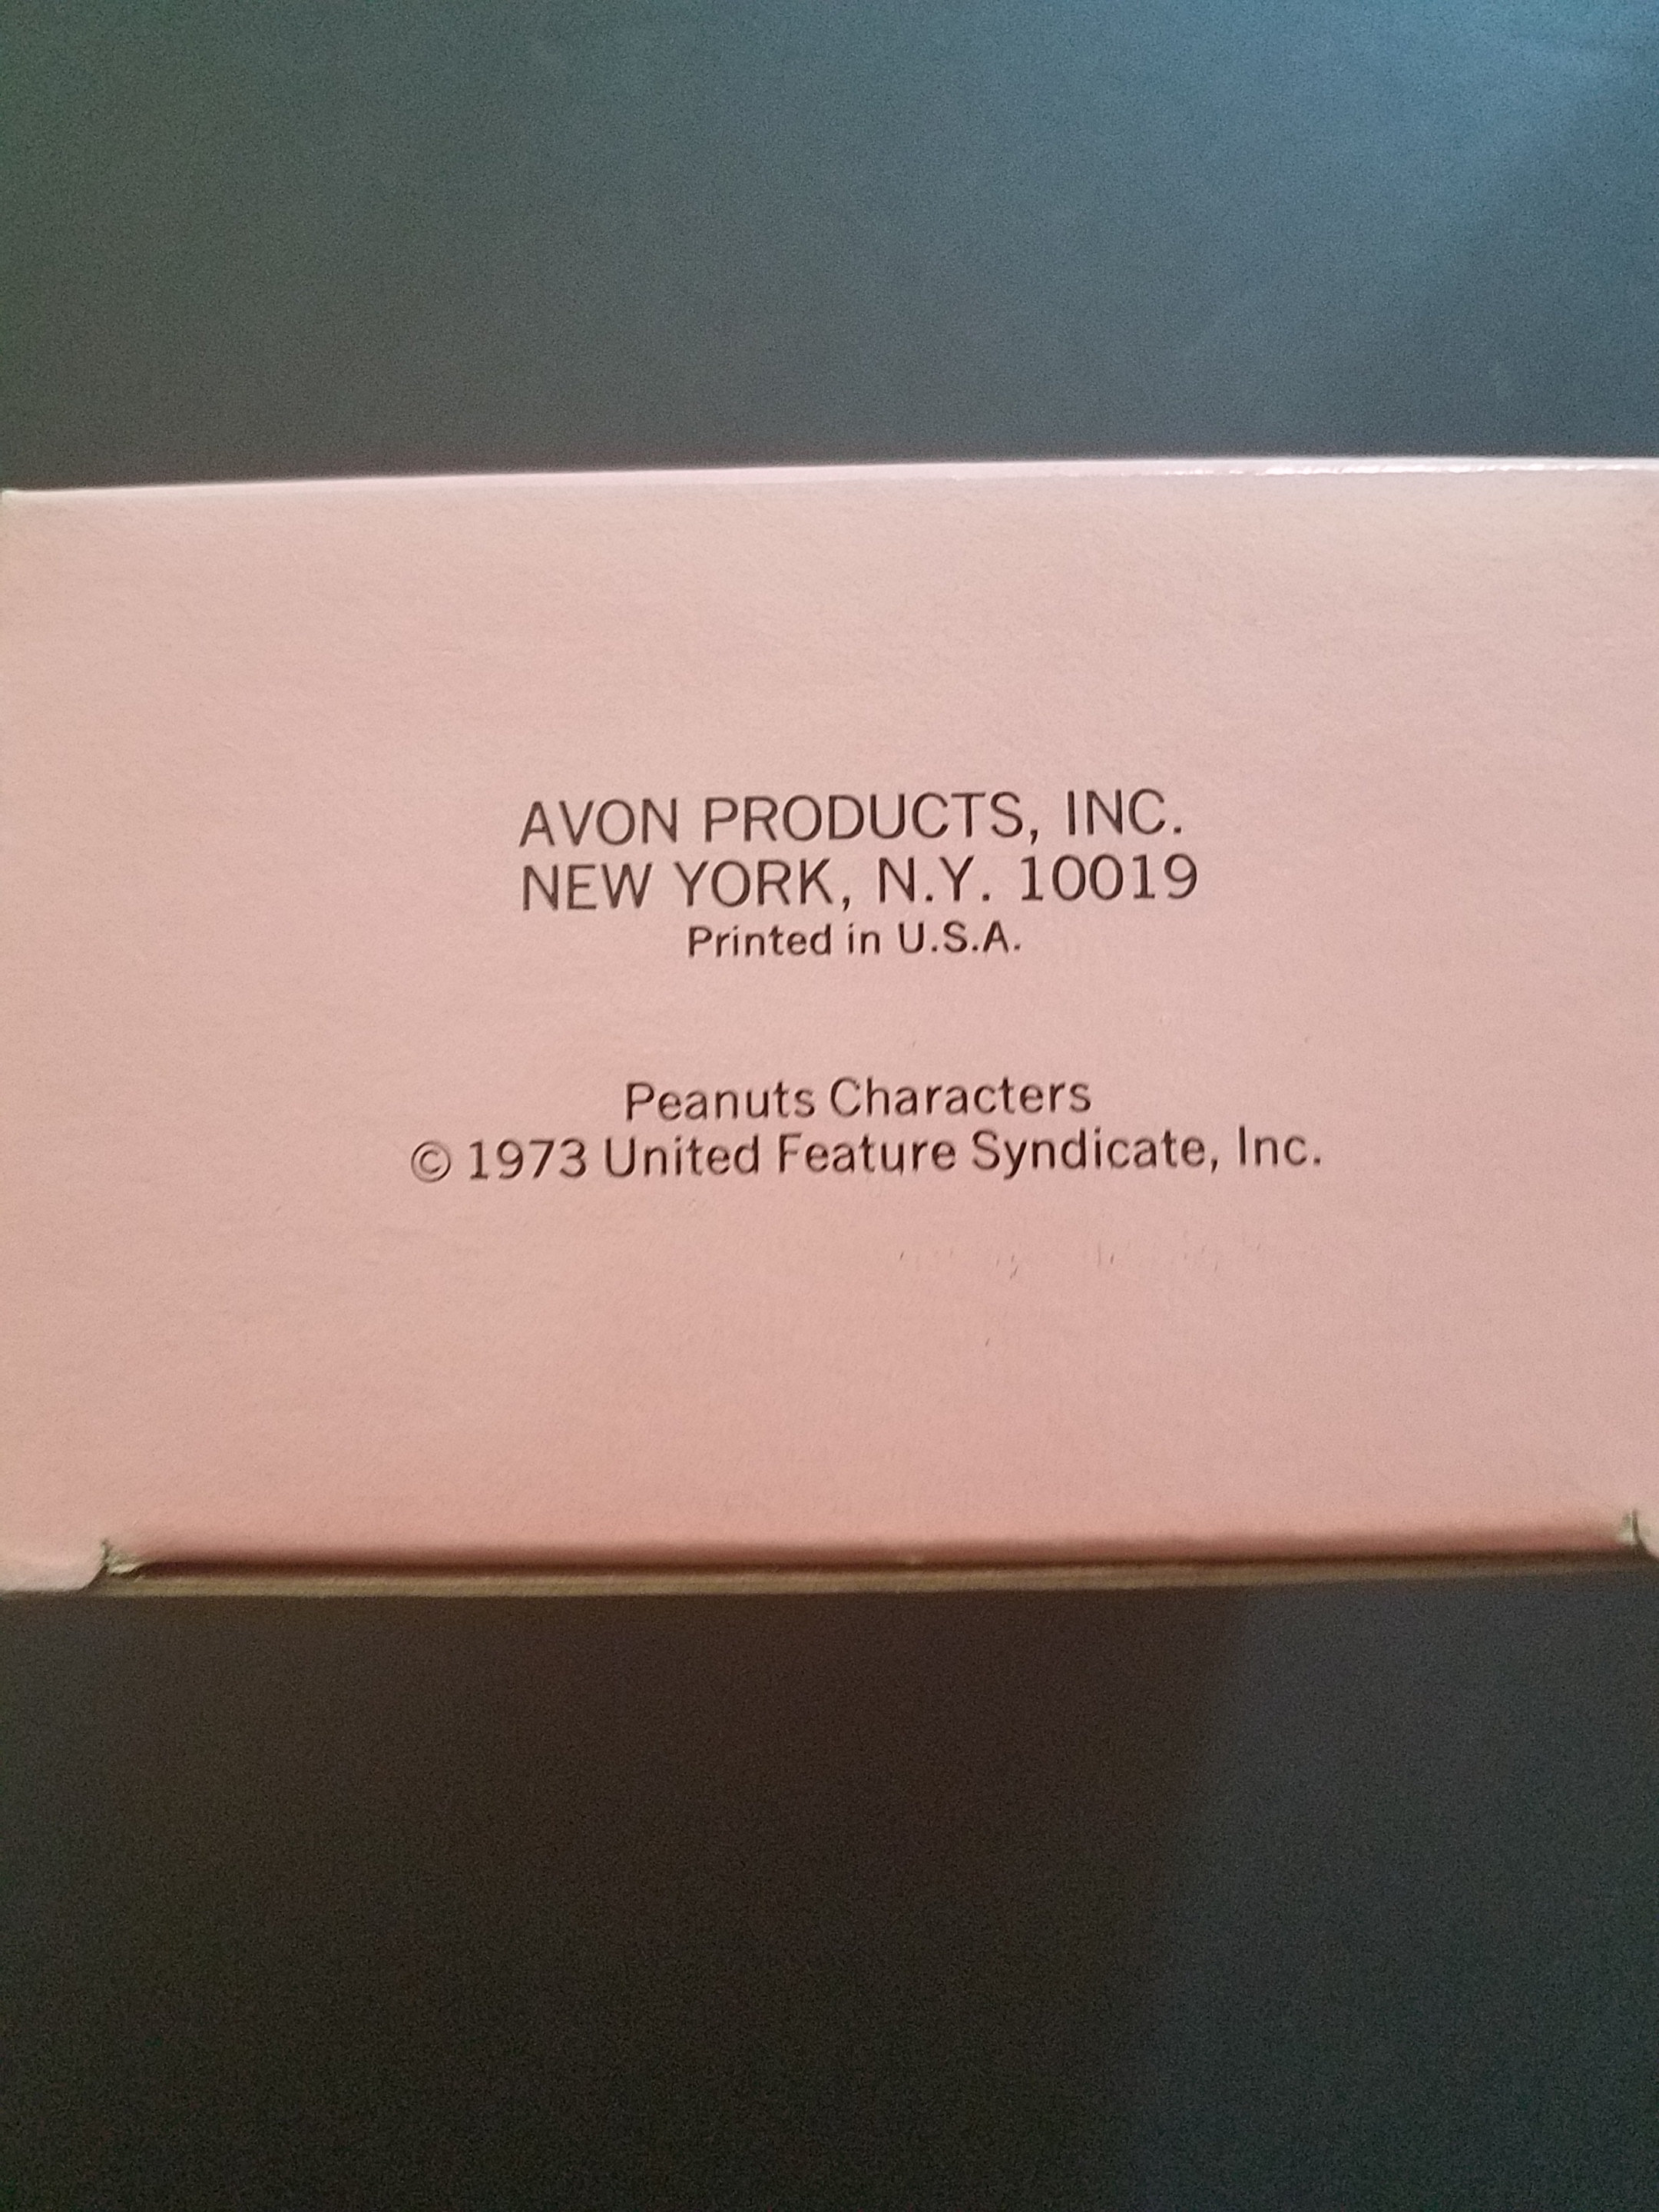 AVON PRODUCTS, INC.
NEW YORK, N.Y. 10019
Printed in U.S.A.
Peanuts Characters
© 1973 United Feature Syndicate, Inc.